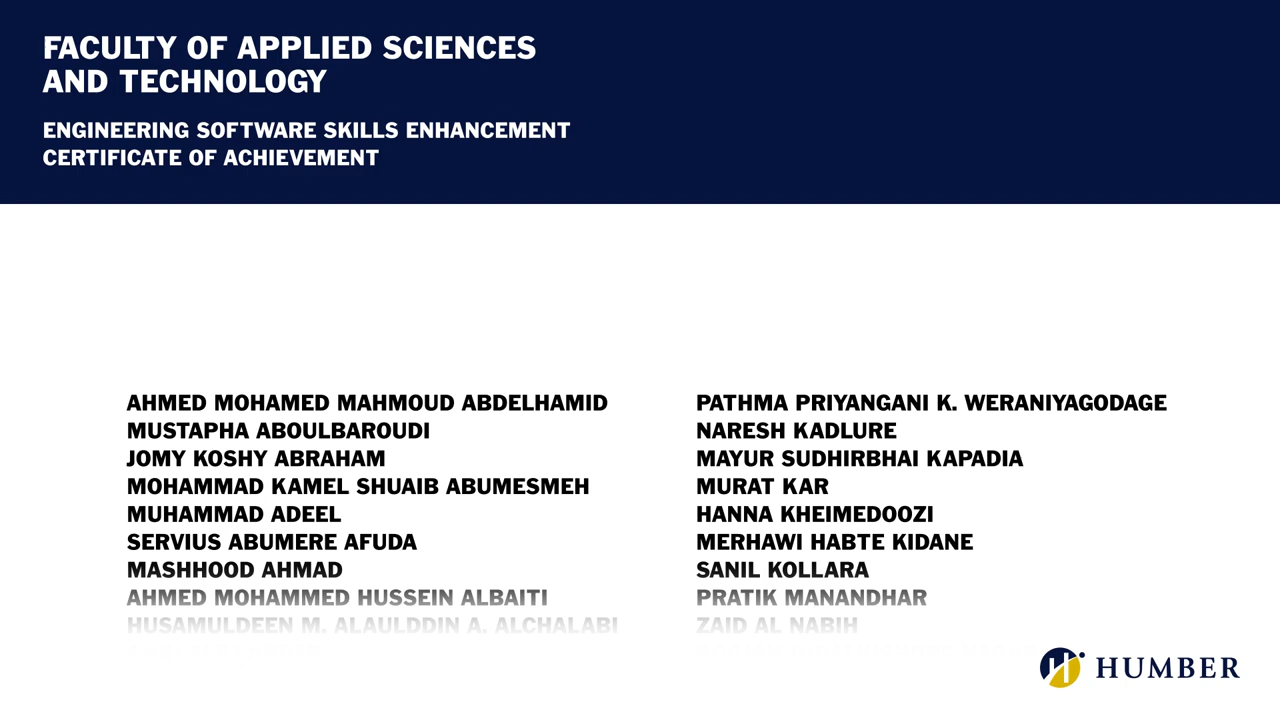 FACULTY OF APPLIED SCIENCES
AND TECHNOLOGY
ENGINEERING SOFTWARE SKILLS ENHANCEMENT
CERTIFICATE OF ACHIEVEMENT
AHMED MOHAMED MAHMOUD ABDELHAMID
MUSTAPHA ABOULBAROUDI
JOMY KOSHY ABRAHAM
MOHAMMAD KAMEL SHUAIB ABUMESMEH
MUHAMMAD ADEEL
SERVIUS ABUMERE AFUDA
MASHHOOD AHMAD
AHMED MOHAMMED HUSSEIN ALBAITI
HUSAMULDEEN M. ALAULDDIN A. ALCHALABI
PATHMA PRIYANGANI K. WERANIYAGODAGE
NARESH KADLURE
MAYUR SUDHIRBHAI KAPADIA
MURAT KAR
HANNA KHEIMEDOOZI
MERHAWI HABTE KIDANE
SANIL KOLLARA
PRATIK MANANDHAR
ZAID AL NABIH
HUMBER